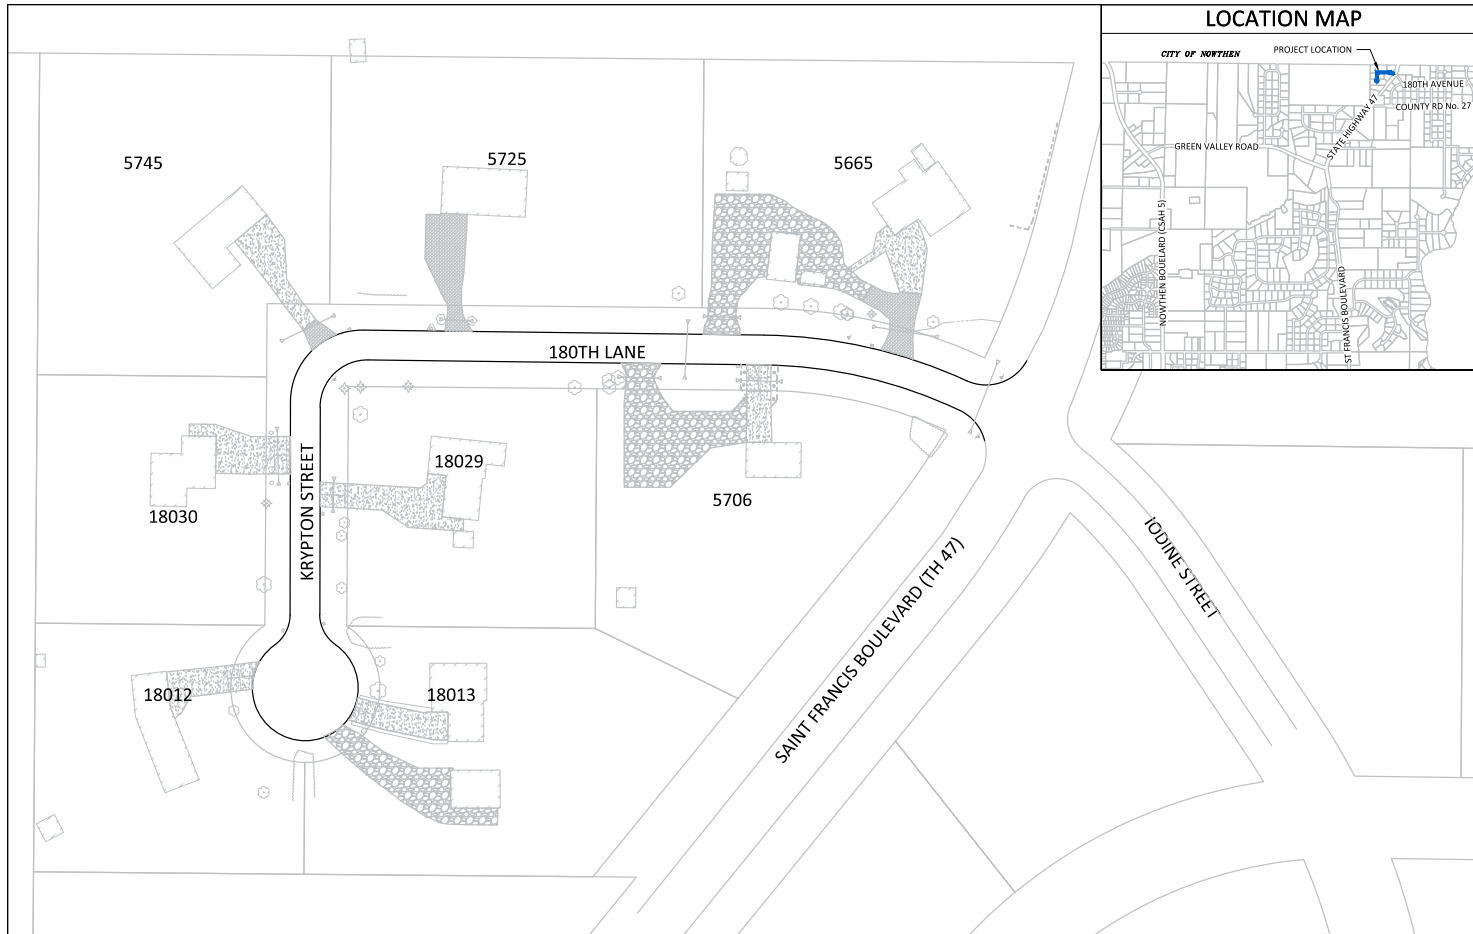 LOCATION MAP
CITY OF NOWTHEN
PROJECT LOCATION
180TH AVENUE
COUNTY RD No. 27
STATE HIGHWAY 47
GREEN VALLEY ROAD
NOWTHEN BOUELARD (CSAH 5)
ST FRANCIS BOULEVARD
5745
5725
5665
180TH LANE
KRYPTON STREET
18029
18030
5706
IODINE STREET
SAINT FRANCIS BOULEVARD (TH 47)
18012
18013